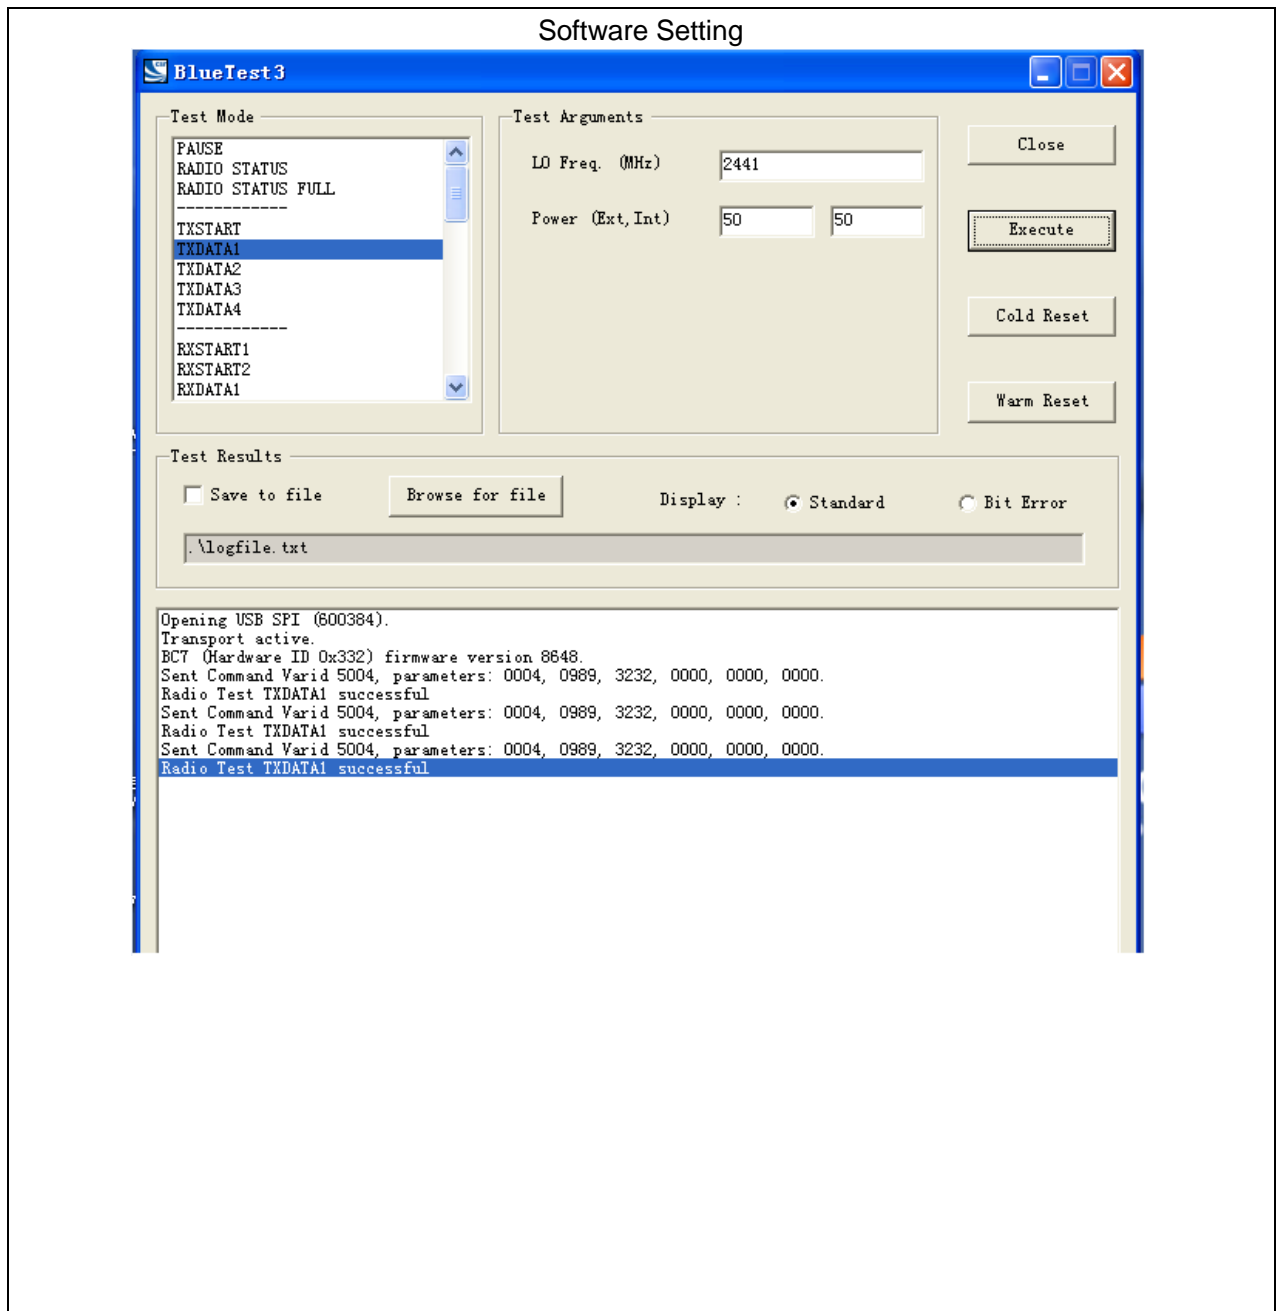 Software Setting
BlueTest3
Test Mode
PAUSE
RADIO STATUS
RADIO STATUS FULL
------------
TXSTART
TXDATA1
TXDATA2
TXDATA3
TXDATA4
------------
RXSTART1
RXSTART2
RXDATA1
Test Arguments
LO Freq. (MHz) 2441
Power (Ext,Int) 50 50
Close
Execute
Cold Reset
Warm Reset
Test Results
Save to file Browse for file Display : Standard Bit Error
.\logfile.txt
Opening USB SPI (600384).
Transport active.
BC7 (Hardware ID 0x332) firmware version 8648.
Sent Command Varid 5004, parameters: 0004, 0989, 3232, 0000, 0000, 0000.
Radio Test TXDATA1 successful
Sent Command Varid 5004, parameters: 0004, 0989, 3232, 0000, 0000, 0000.
Radio Test TXDATA1 successful
Sent Command Varid 5004, parameters: 0004, 0989, 3232, 0000, 0000, 0000.
Radio Test TXDATA1 successful